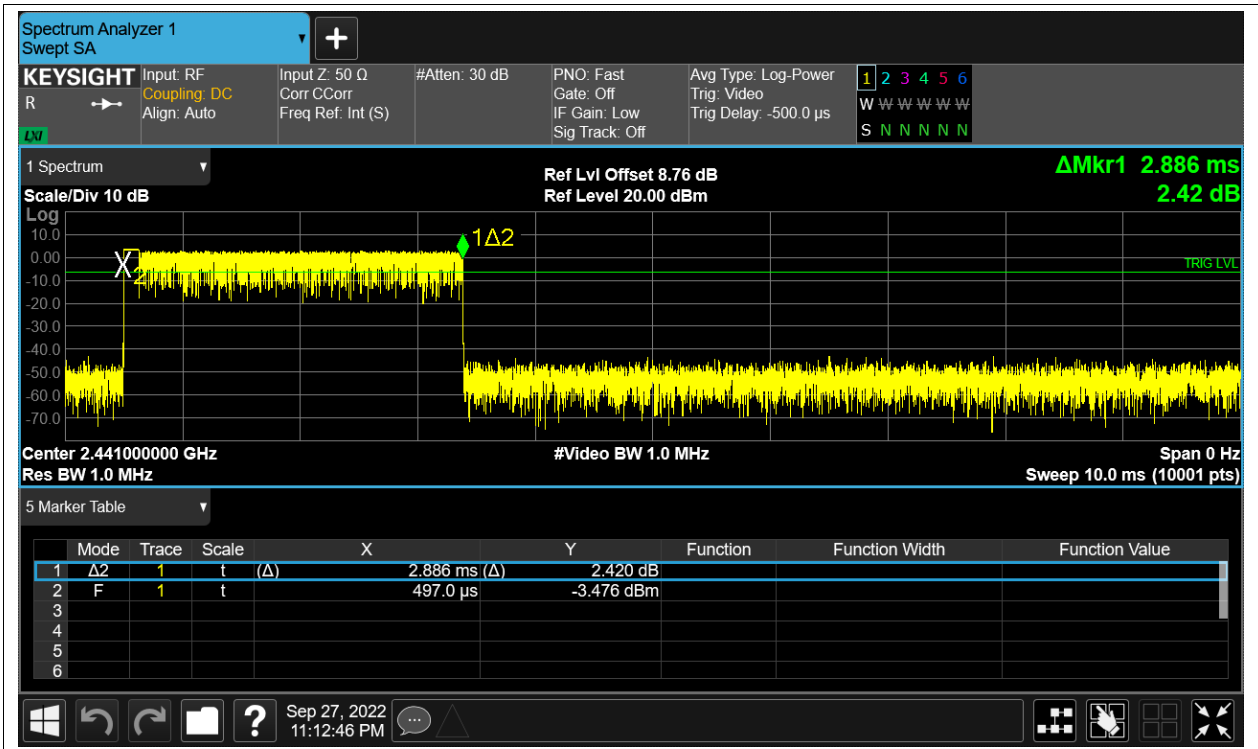 Spectrum Analyzer 1
Swept SA
KEYSIGHT Input: RF Input Z: 50 Ω #Atten: 30 dB PNO: Fast Avg Type: Log-Power 1 2 3 4 5 6
R Coupling: DC Corr CCorr Gate: Off Trig: Video W W W W W W
Align: Auto Freq Ref: Int (S) IF Gain: Low Trig Delay: -500.0 µs
LXI Sig Track: Off S N N N N N
1 Spectrum Ref Lvl Offset 8.76 dB ΔMkr1 2.886 ms
Scale/Div 10 dB Ref Level 20.00 dBm 2.42 dB
Log
10.0 1Δ2
0.00 X 2 TRIG LVL
-10.0
-20.0
-30.0
-40.0
-50.0
-60.0
-70.0
Center 2.441000000 GHz #Video BW 1.0 MHz Span 0 Hz
Res BW 1.0 MHz Sweep 10.0 ms (10001 pts)
5 Marker Table
Mode Trace Scale X Y Function Function Width Function Value
1 Δ2 1 t (Δ) 2.886 ms (Δ) 2.420 dB
2 F 1 t 497.0 µs -3.476 dBm
3
4
5
6
? Sep 27, 2022
11:12:46 PM